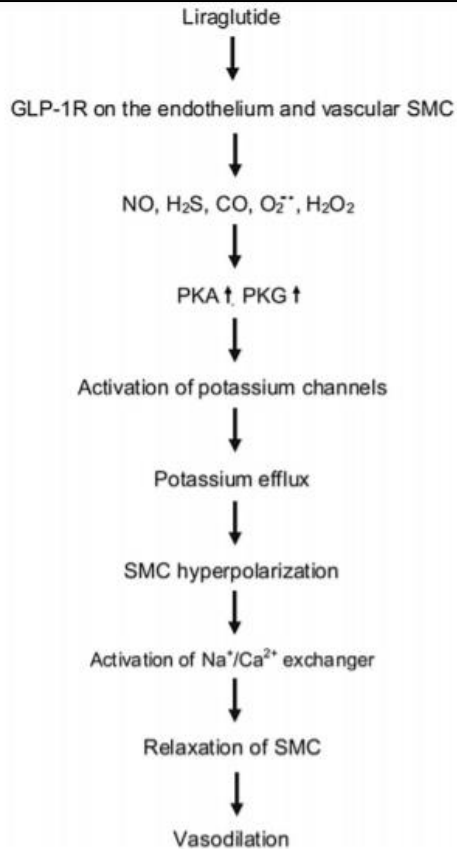 Liraglutide
GLP-1R on the endothelium and vascular SMC
NO, H₂S, CO, O₂⁻˙, H₂O₂
PKA⬆, PKG⬆
Activation of potassium channels
Potassium efflux
SMC hyperpolarization
Activation of Na⁺/Ca²⁺ exchanger
Relaxation of SMC
Vasodilation